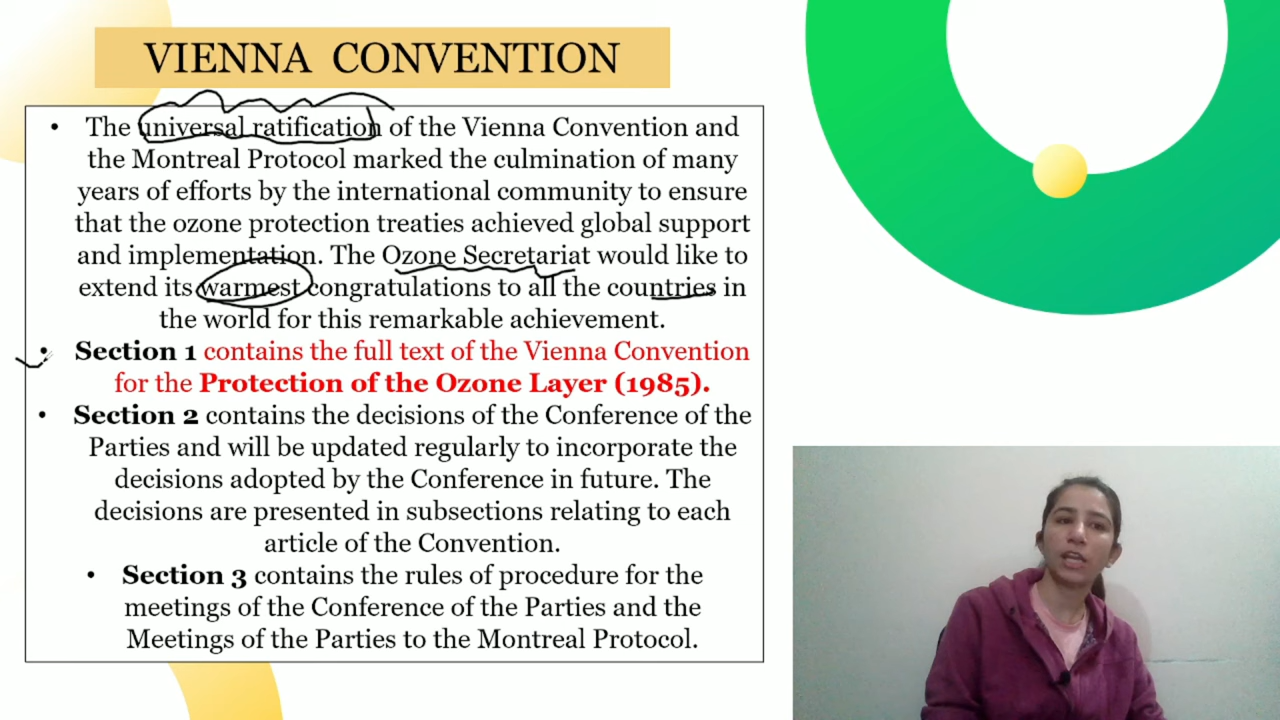 VIENNA CONVENTION
• The universal ratification of the Vienna Convention and
the Montreal Protocol marked the culmination of many
years of efforts by the international community to ensure
that the ozone protection treaties achieved global support
and implementation. The Ozone Secretariat would like to
extend its warmest congratulations to all the countries in
the world for this remarkable achievement.
• Section 1 contains the full text of the Vienna Convention
for the Protection of the Ozone Layer (1985).
• Section 2 contains the decisions of the Conference of the
Parties and will be updated regularly to incorporate the
decisions adopted by the Conference in future. The
decisions are presented in subsections relating to each
article of the Convention.
• Section 3 contains the rules of procedure for the
meetings of the Conference of the Parties and the
Meetings of the Parties to the Montreal Protocol.